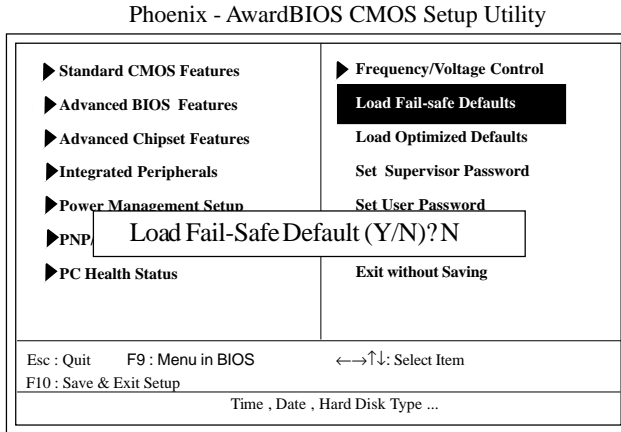 Phoenix - AwardBIOS CMOS Setup Utility
Standard CMOS Features
Advanced BIOS Features
Advanced Chipset Features
Integrated Peripherals
Power Management Setup
PNP/
PC Health Status
Frequency/Voltage Control
Load Fail-safe Defaults
Load Optimized Defaults
Set Supervisor Password
Set User Password
Exit without Saving
Load Fail-Safe Default (Y/N)? N
Esc : Quit F9 : Menu in BIOS ←→↑↓: Select Item
F10 : Save & Exit Setup
Time , Date , Hard Disk Type ...